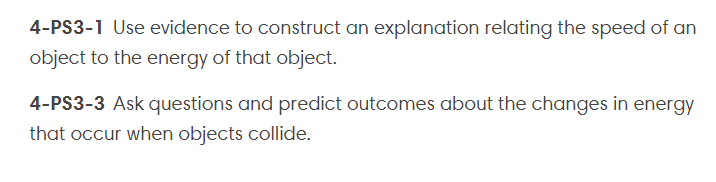 4-PS3-1 Use evidence to construct an explanation relating the speed of an
object to the energy of that object.
4-PS3-3 Ask questions and predict outcomes about the changes in energy
that occur when objects collide.